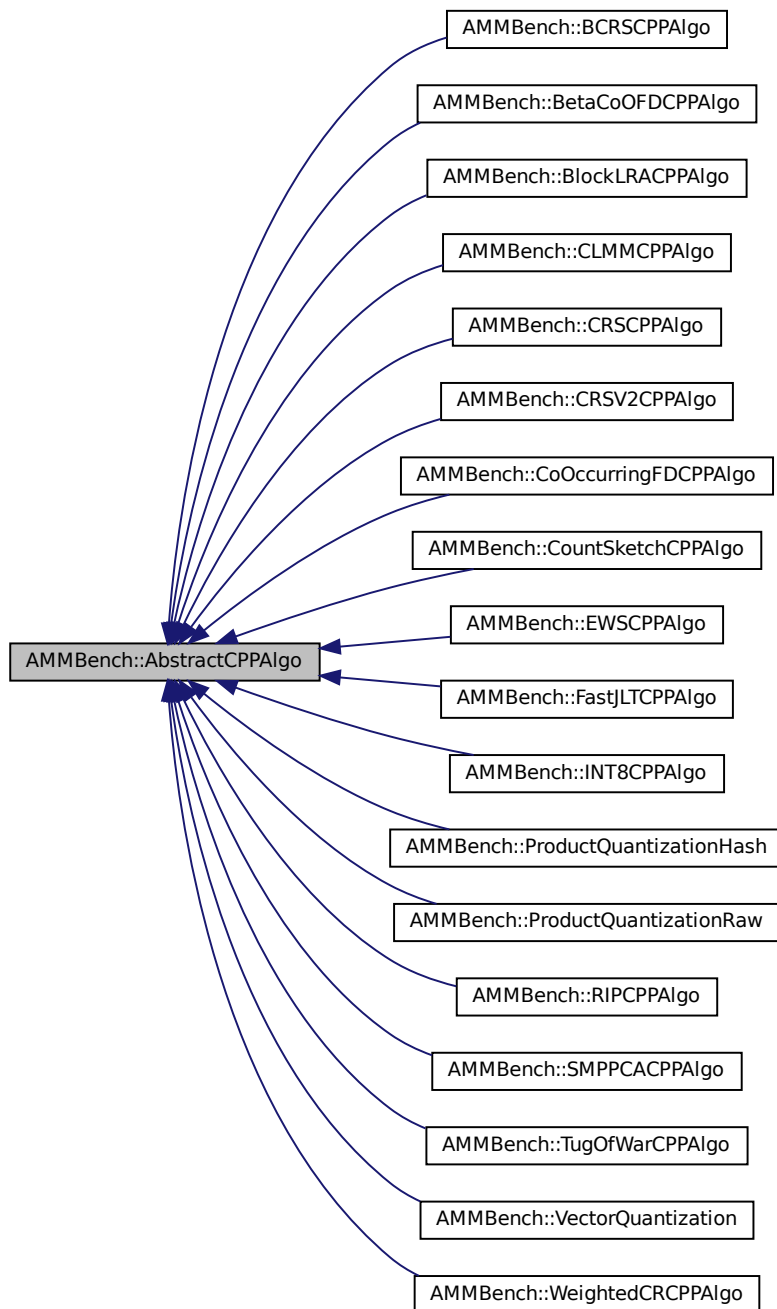 AMMBench::BCRSCPPAlgo
AMMBench::BetaCoOFDCPPAlgo
AMMBench::BlockLRACPPAlgo
AMMBench::CLMMCPPAlgo
AMMBench::CRSCPPAlgo
AMMBench::CRSV2CPPAlgo
AMMBench::CoOccurringFDCPPAlgo
AMMBench::CountSketchCPPAlgo
AMMBench::EWSCPPAlgo
AMMBench::AbstractCPPAlgo
AMMBench::FastJLTCPPAlgo
AMMBench::INT8CPPAlgo
AMMBench::ProductQuantizationHash
AMMBench::ProductQuantizationRaw
AMMBench::RIPCPPAlgo
AMMBench::SMPPCACPPAlgo
AMMBench::TugOfWarCPPAlgo
AMMBench::VectorQuantization
AMMBench::WeightedCRCPPAlgo